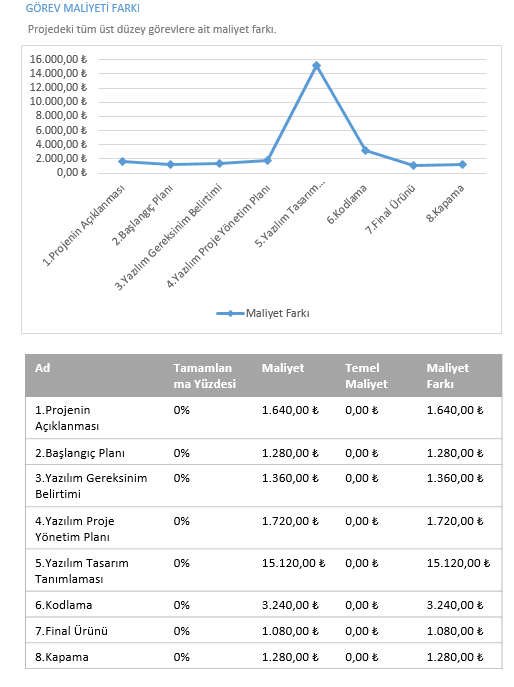 GÖREV MALİYETİ FARKI
Projedeki tüm üst düzey görevlere ait maliyet farkı.
16.000,00 ₺
14.000,00 ₺
12.000,00 ₺
10.000,00 ₺
8.000,00 ₺
6.000,00 ₺
4.000,00 ₺
2.000,00 ₺
0,00 ₺
1.Projenin Açıklanması
2.Başlangıç Planı
3.Yazılım Gereksinim Belirtimi
4.Yazılım Proje Yönetim Planı
5.Yazılım Tasarım...
6.Kodlama
7.Final Ürünü
8.Kapama
Maliyet Farkı
Ad Tamamlan Maliyet Temel Maliyet
ma Yüzdesi Maliyet Farkı
1.Projenin 0% 1.640,00 ₺ 0,00 ₺ 1.640,00 ₺
Açıklanması
2.Başlangıç Planı 0% 1.280,00 ₺ 0,00 ₺ 1.280,00 ₺
3.Yazılım Gereksinim 0% 1.360,00 ₺ 0,00 ₺ 1.360,00 ₺
Belirtimi
4.Yazılım Proje 0% 1.720,00 ₺ 0,00 ₺ 1.720,00 ₺
Yönetim Planı
5.Yazılım Tasarım 0% 15.120,00 ₺ 0,00 ₺ 15.120,00 ₺
Tanımlaması
6.Kodlama 0% 3.240,00 ₺ 0,00 ₺ 3.240,00 ₺
7.Final Ürünü 0% 1.080,00 ₺ 0,00 ₺ 1.080,00 ₺
8.Kapama 0% 1.280,00 ₺ 0,00 ₺ 1.280,00 ₺